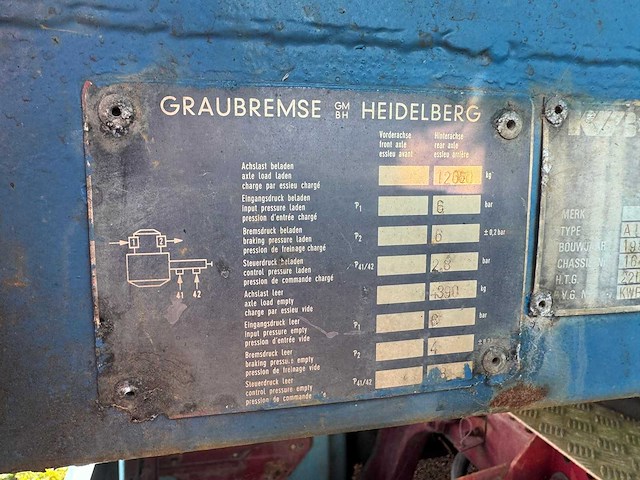 GRAUBREMSE GMBH HEIDELBERG
Vorderachse Hinterachse
front axle rear axle
essieu avant essieu arrière
Achslast beladen
axle load laden kg
charge par essieu chargé
Eingangsdruck beladen
input pressure laden P1 6 bar
pression d'entrée chargé
Bremsdruck beladen
braking pressure laden P2 6 ± 0,2 bar
pression de freinage chargé
Steuerdruck beladen
control pressure laden P41/42 bar
pression de commande chargé
Achslast leer
axle load empty kg
charge par essieu vide
Eingangsdruck leer
input pressure empty P1 6 bar
pression d'entrée vide
Bremsdruck leer
braking pressure empty P2 4
pression de freinage vide
Steuerdruck leer
control pressure empty P41/42
pression de commande
1 2
41 42
MERK
TYPE
BOUWJAAR
CHASSIS
H.T.G
V.G.